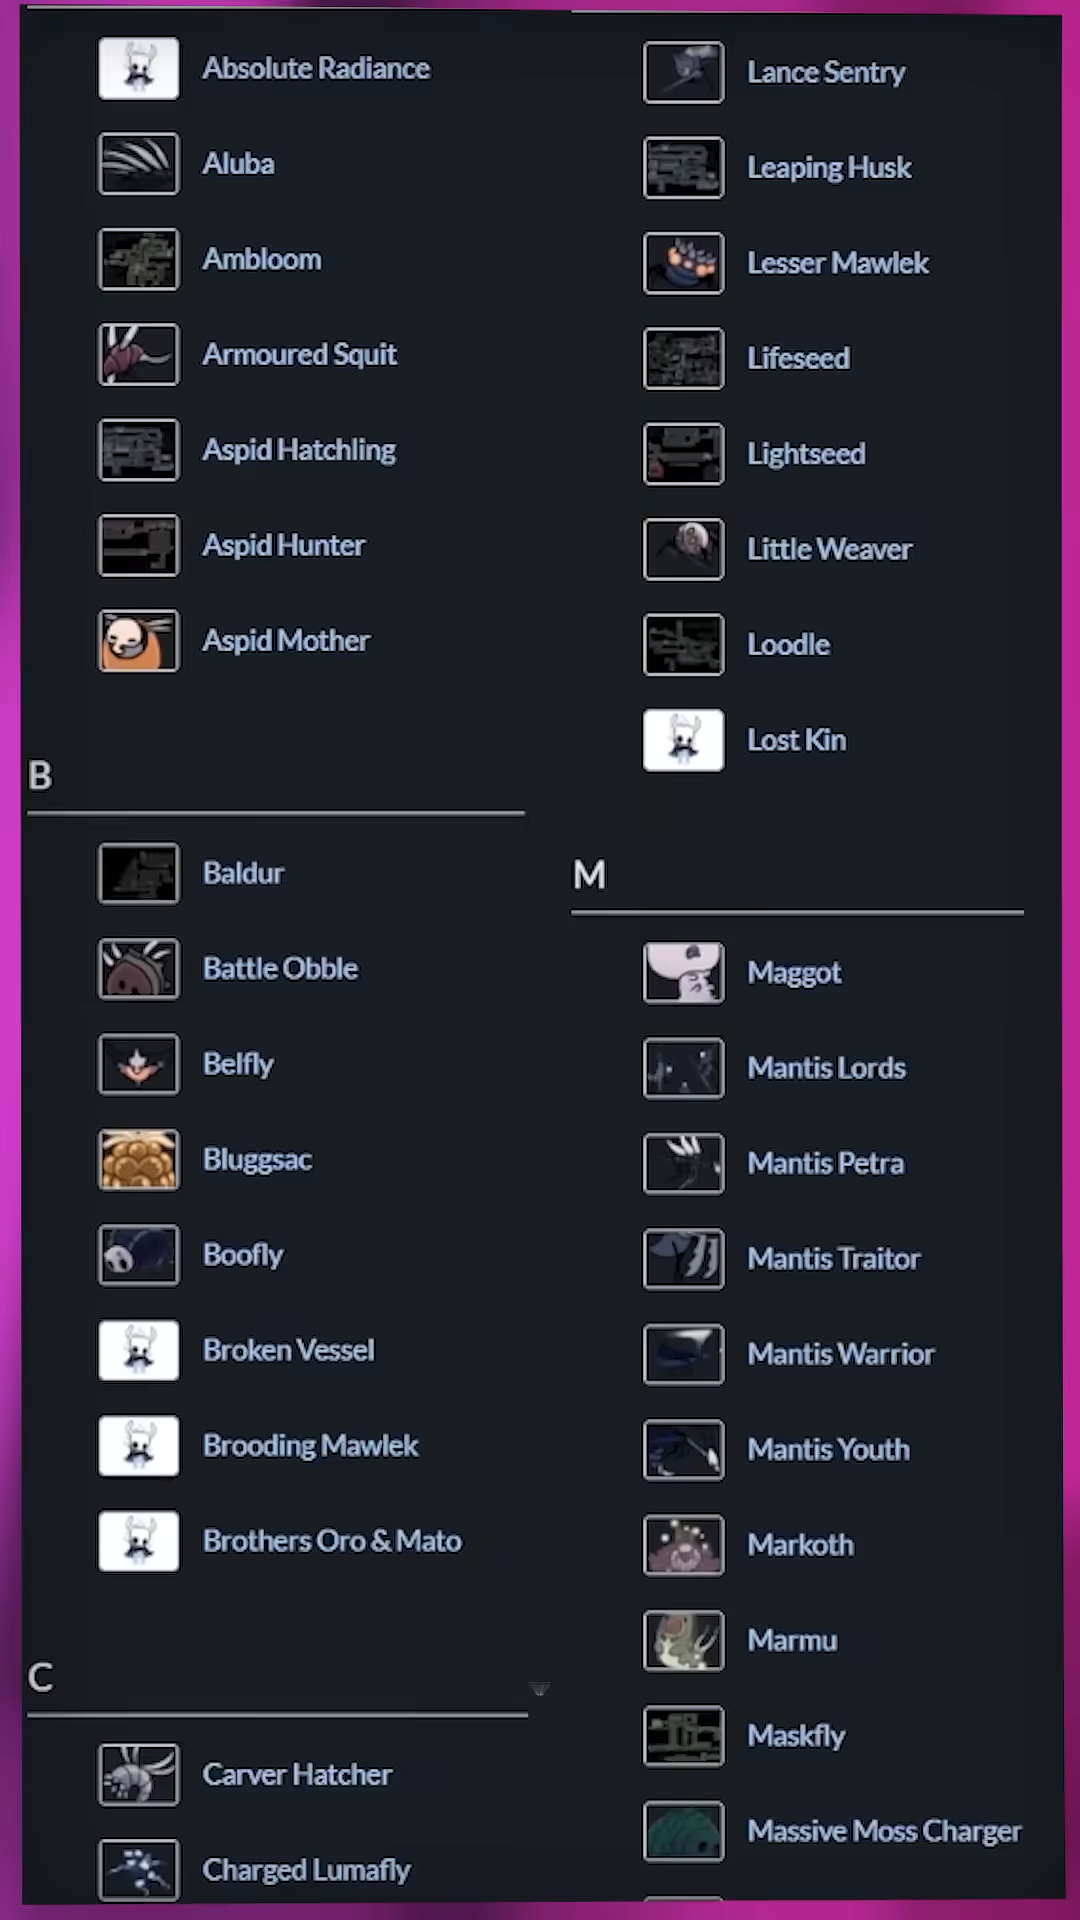 Absolute Radiance
Aluba
Ambloom
Armoured Squit
Aspid Hatchling
Aspid Hunter
Aspid Mother
B
Baldur
Battle Obble
Belfly
Bluggsac
Boofly
Broken Vessel
Brooding Mawlek
Brothers Oro & Mato
C
Carver Hatcher
Charged Lumafly
Lance Sentry
Leaping Husk
Lesser Mawlek
Lifeseed
Lightseed
Little Weaver
Loodle
Lost Kin
M
Maggot
Mantis Lords
Mantis Petra
Mantis Traitor
Mantis Warrior
Mantis Youth
Markoth
Marmu
Maskfly
Massive Moss Charger